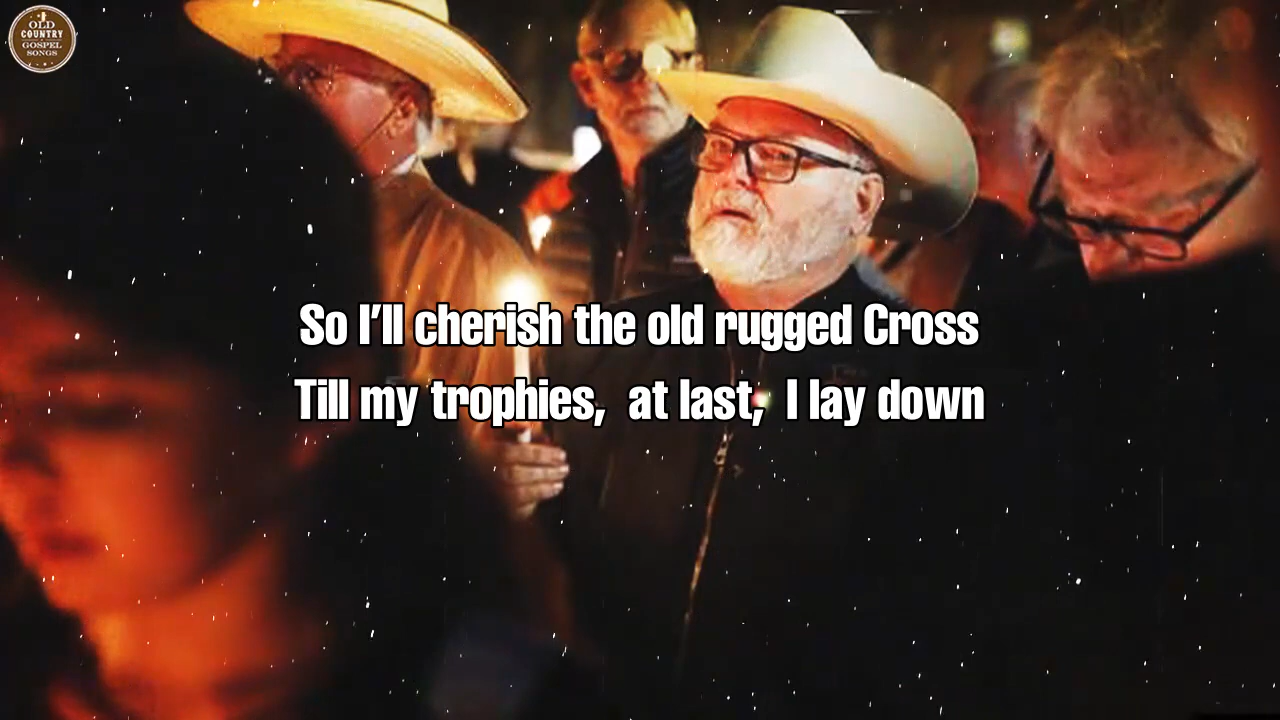 OLD
COUNTRY
GOSPEL
SONGS
So I'll cherish the old rugged Cross
Till my trophies, at last, I lay down